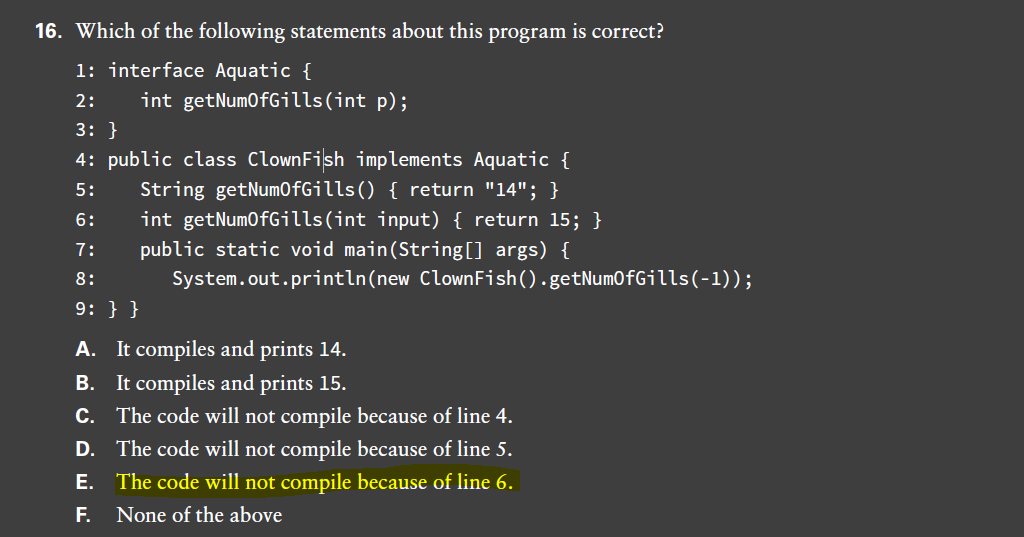 16. Which of the following statements about this program is correct?
1: interface Aquatic {
2:    int getNumOfGills(int p);
3: }
4: public class ClownFish implements Aquatic {
5:    String getNumOfGills() { return "14"; }
6:    int getNumOfGills(int input) { return 15; }
7:    public static void main(String[] args) {
8:       System.out.println(new ClownFish().getNumOfGills(-1));
9: } }
A. It compiles and prints 14.
B. It compiles and prints 15.
C. The code will not compile because of line 4.
D. The code will not compile because of line 5.
E. The code will not compile because of line 6.
F. None of the above